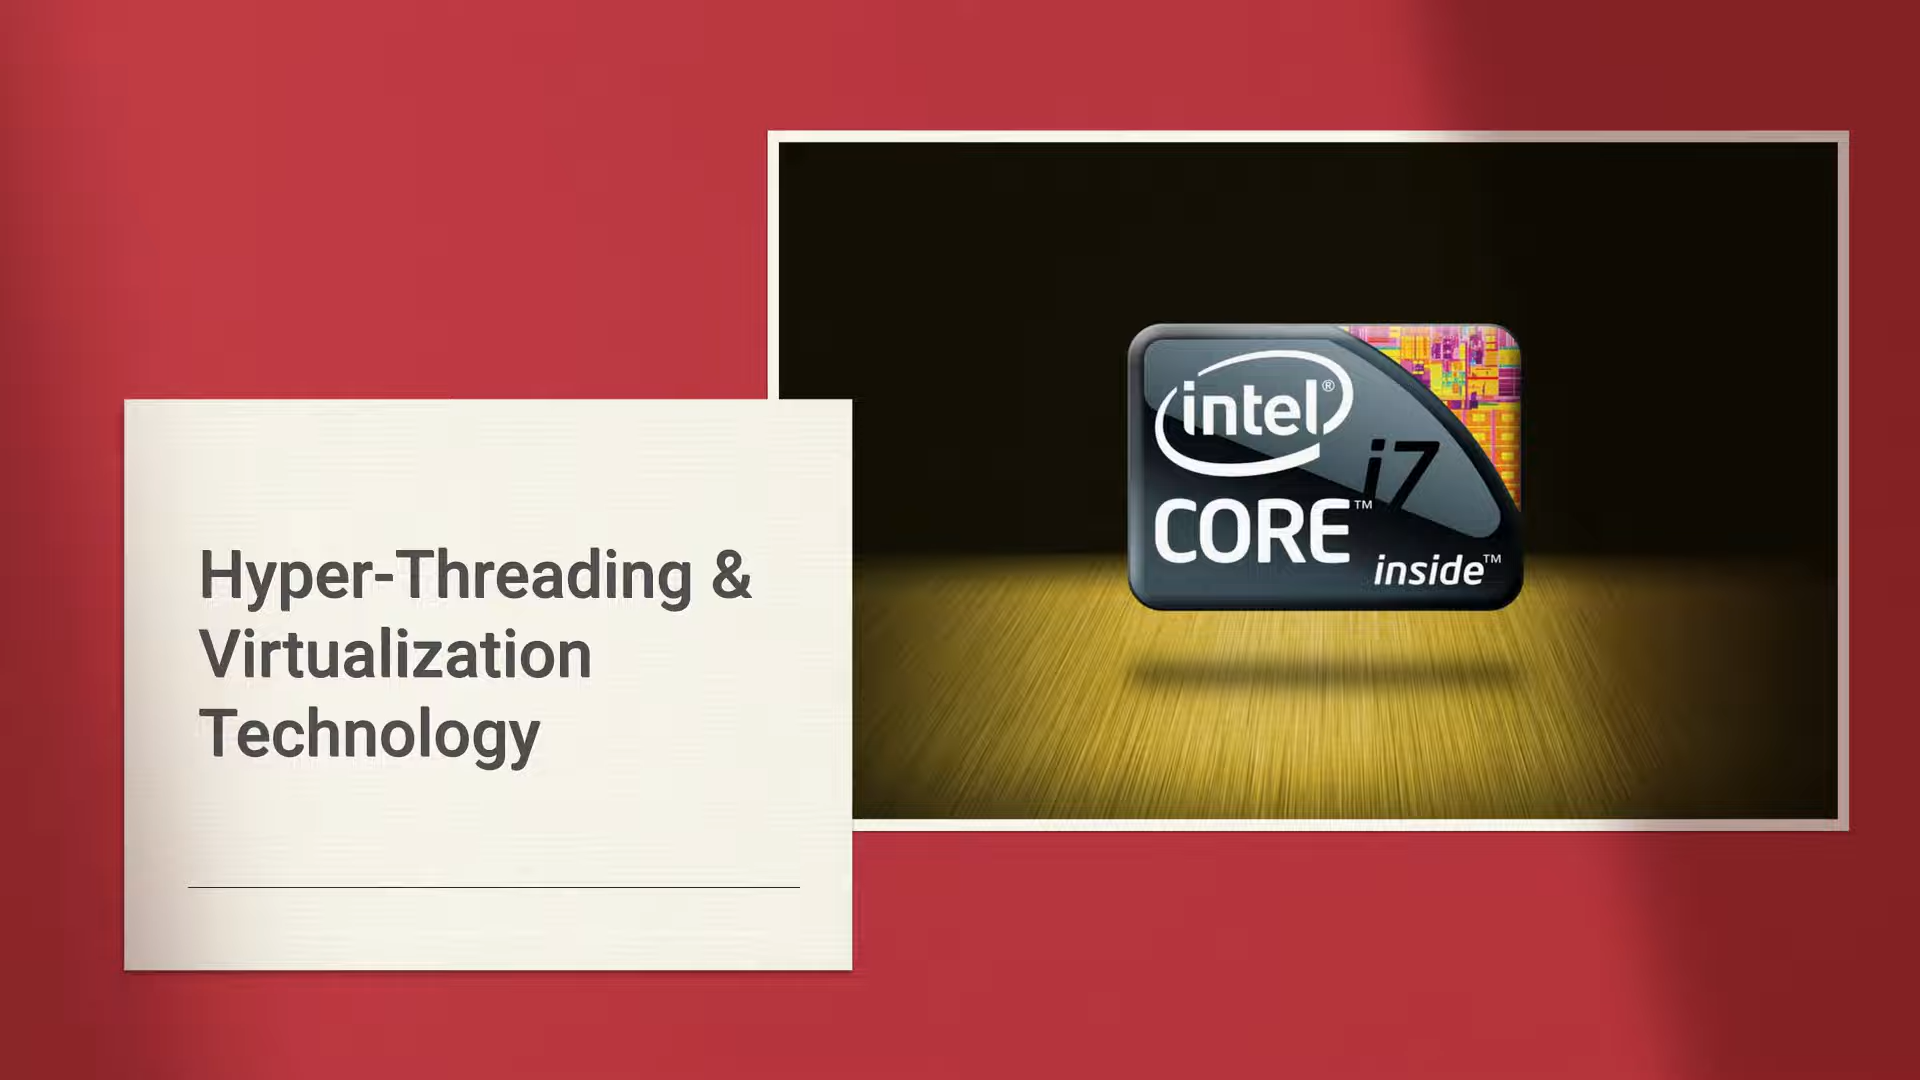 Hyper-Threading &
Virtualization
Technology
intel®
i7
CORE™
inside™